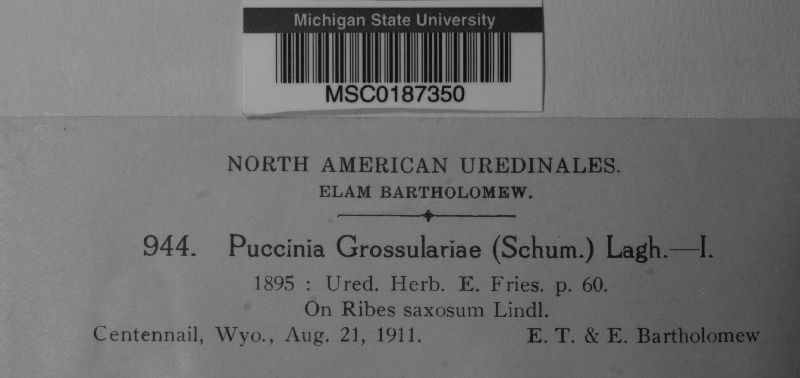 Michigan State University
MSC0187350
NORTH AMERICAN UREDINALES.
ELAM BARTHOLOMEW.
944. Puccinia Grossulariae (Schum.) Lagh.—I.
1895 : Ured. Herb. E. Fries. p. 60.
On Ribes saxosum Lindl.
Centennail, Wyo., Aug. 21, 1911. E. T. & E. Bartholomew